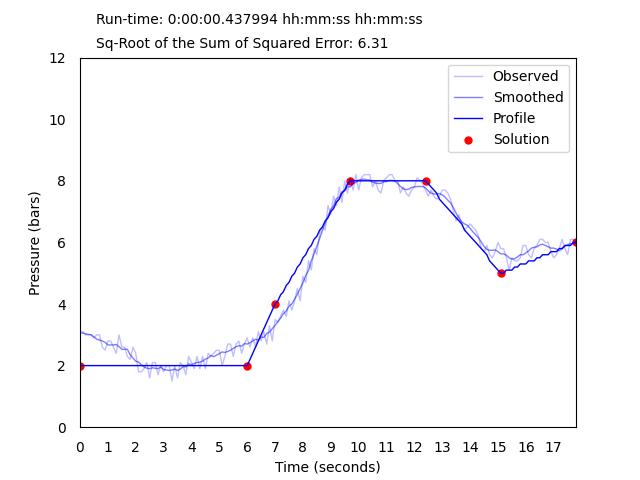 Run-time: 0:00:00.437994 hh:mm:ss hh:mm:ss
Sq-Root of the Sum of Squared Error: 6.31
12
10
8
6
4
2
0
Pressure (bars)
Observed
Smoothed
Profile
Solution
0 1 2 3 4 5 6 7 8 9 10 11 12 13 14 15 16 17
Time (seconds)